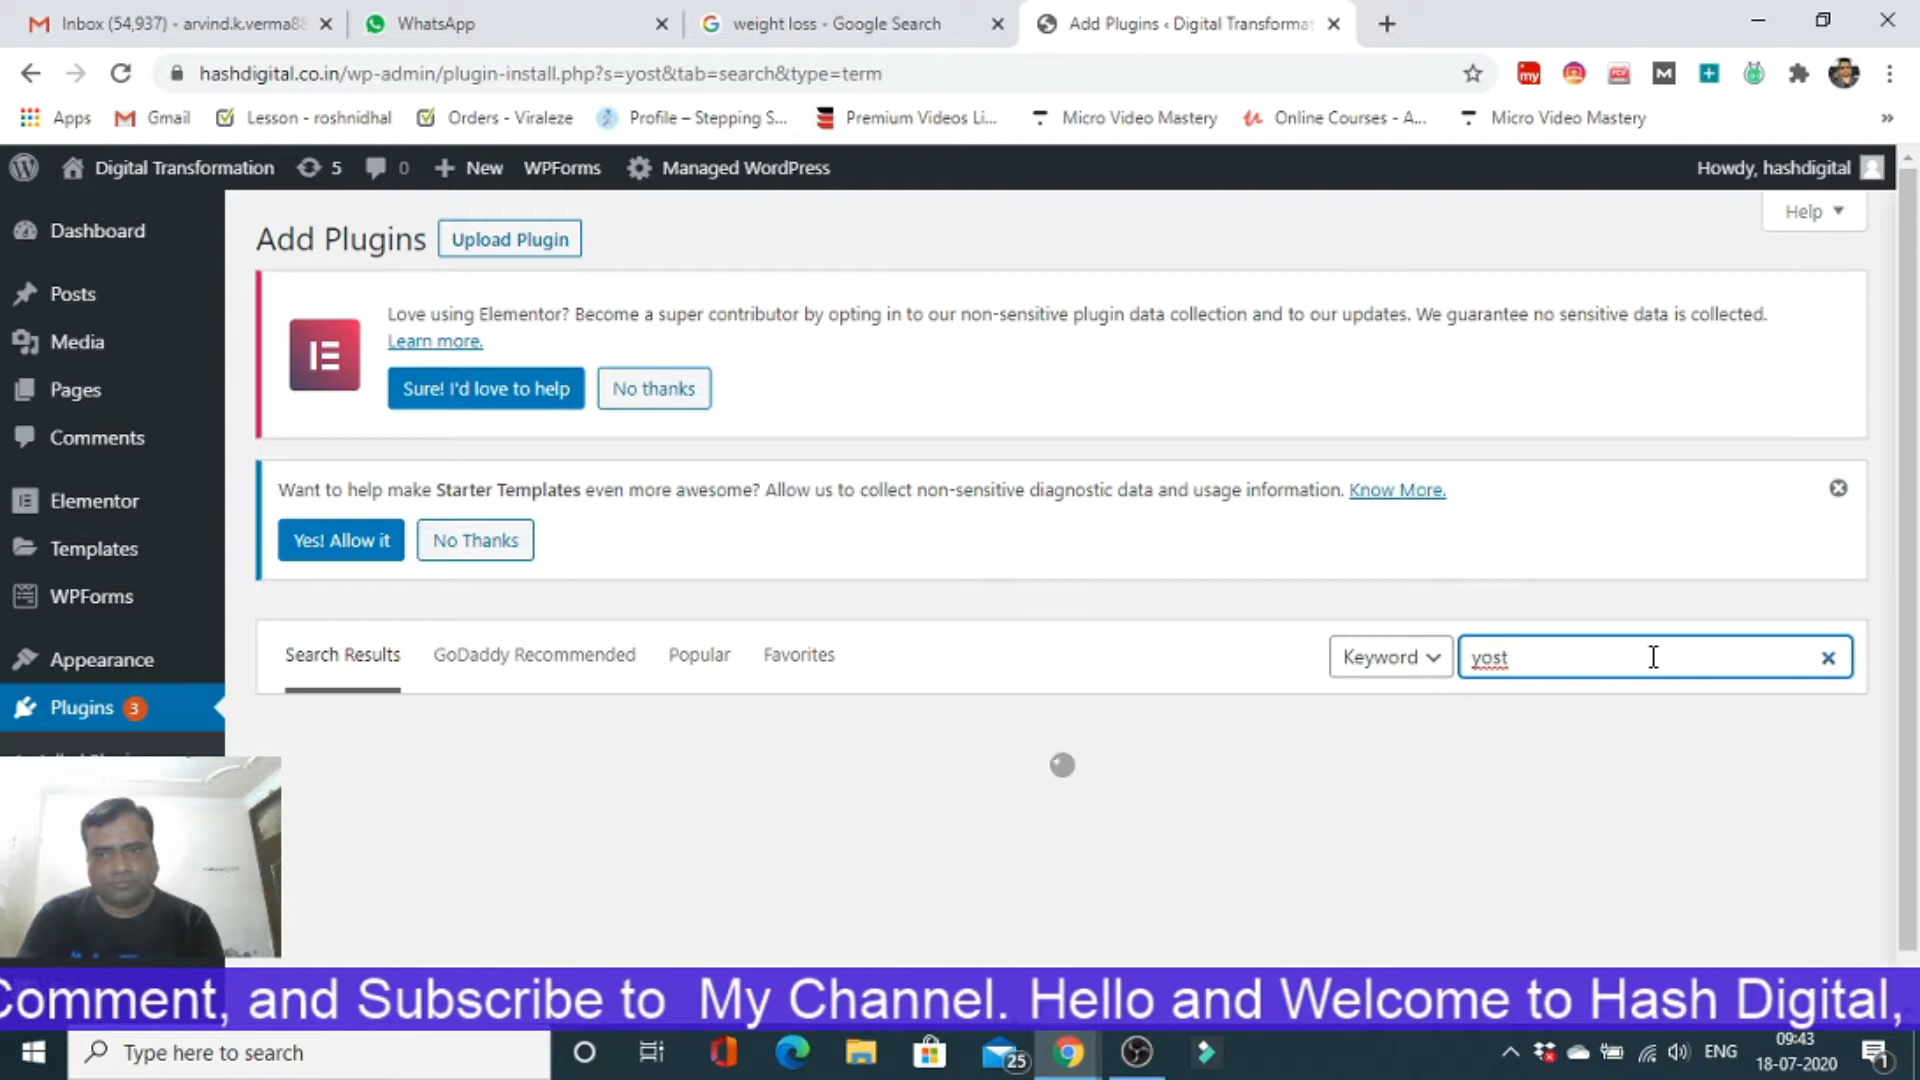 Inbox (54,937) - arvind.k.verma88
WhatsApp
weight loss - Google Search
Add Plugins ‹ Digital Transformat
hashdigital.co.in/wp-admin/plugin-install.php?s=yost&tab=search&type=term
Apps
Gmail
Lesson - roshnidhal
Orders - Viraleze
Profile – Stepping S...
Premium Videos Li...
Micro Video Mastery
Online Courses - A...
Micro Video Mastery
»
Digital Transformation
5
0
New
WPForms
Managed WordPress
Howdy, hashdigital
Dashboard
Posts
Media
Pages
Comments
Elementor
Templates
WPForms
Appearance
Plugins 3
Add Plugins
Upload Plugin
Help
Love using Elementor? Become a super contributor by opting in to our non-sensitive plugin data collection and to our updates. We guarantee no sensitive data is collected.
Learn more.
Sure! I'd love to help
No thanks
Want to help make Starter Templates even more awesome? Allow us to collect non-sensitive diagnostic data and usage information. Know More.
Yes! Allow it
No Thanks
Search Results
GoDaddy Recommended
Popular
Favorites
Keyword
yost
Comment, and Subscribe to My Channel. Hello and Welcome to Hash Digital,
Type here to search
25
ENG
09:43
18-07-2020
1